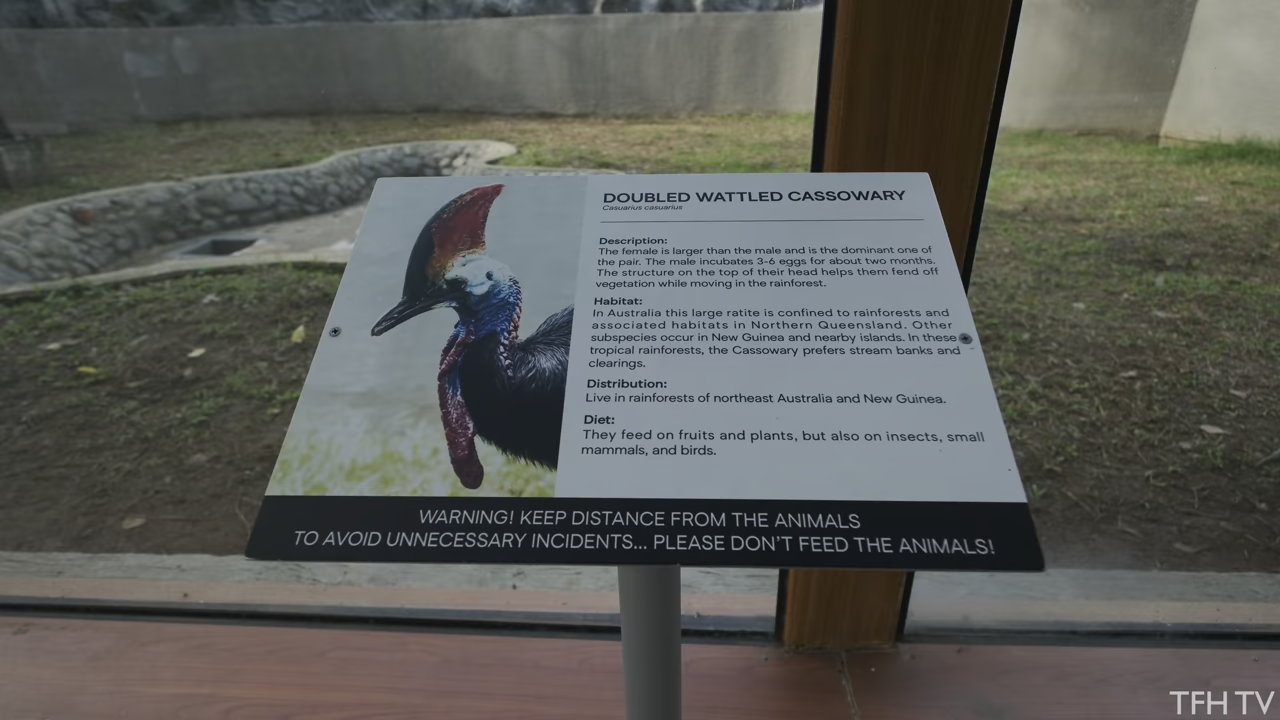 DOUBLED WATTLED CASSOWARY
Casuarius casuarius
Description:
The female is larger than the male and is the dominant one of
the pair. The male incubates 3-6 eggs for about two months.
The structure on the top of their head helps them fend off
vegetation while moving in the rainforest.
Habitat:
In Australia this large ratite is confined to rainforests and
associated habitats in Northern Queensland. Other
subspecies occur in New Guinea and nearby islands. In these
tropical rainforests, the Cassowary prefers stream banks and
clearings.
Distribution:
Live in rainforests of northeast Australia and New Guinea.
Diet:
They feed on fruits and plants, but also on insects, small
mammals, and birds.
WARNING! KEEP DISTANCE FROM THE ANIMALS
TO AVOID UNNECESSARY INCIDENTS... PLEASE DON'T FEED THE ANIMALS!
TFH TV